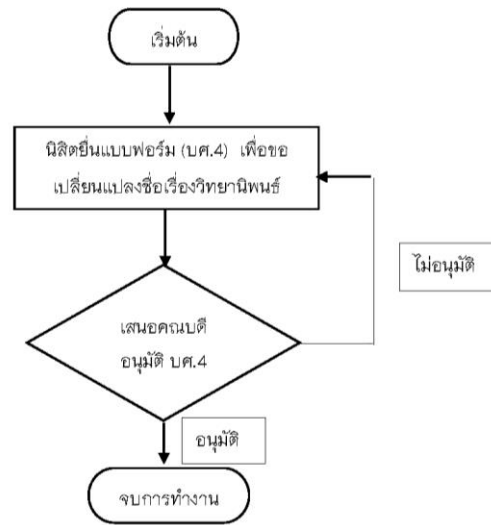 เริ่มต้น
นิสิตยื่นแบบฟอร์ม (บศ.4) เพื่อขอ
เปลี่ยนแปลงชื่อเรื่องวิทยานิพนธ์
ไม่อนุมัติ
เสนอคณบดี
อนุมัติ บศ.4
อนุมัติ
จบการทำงาน